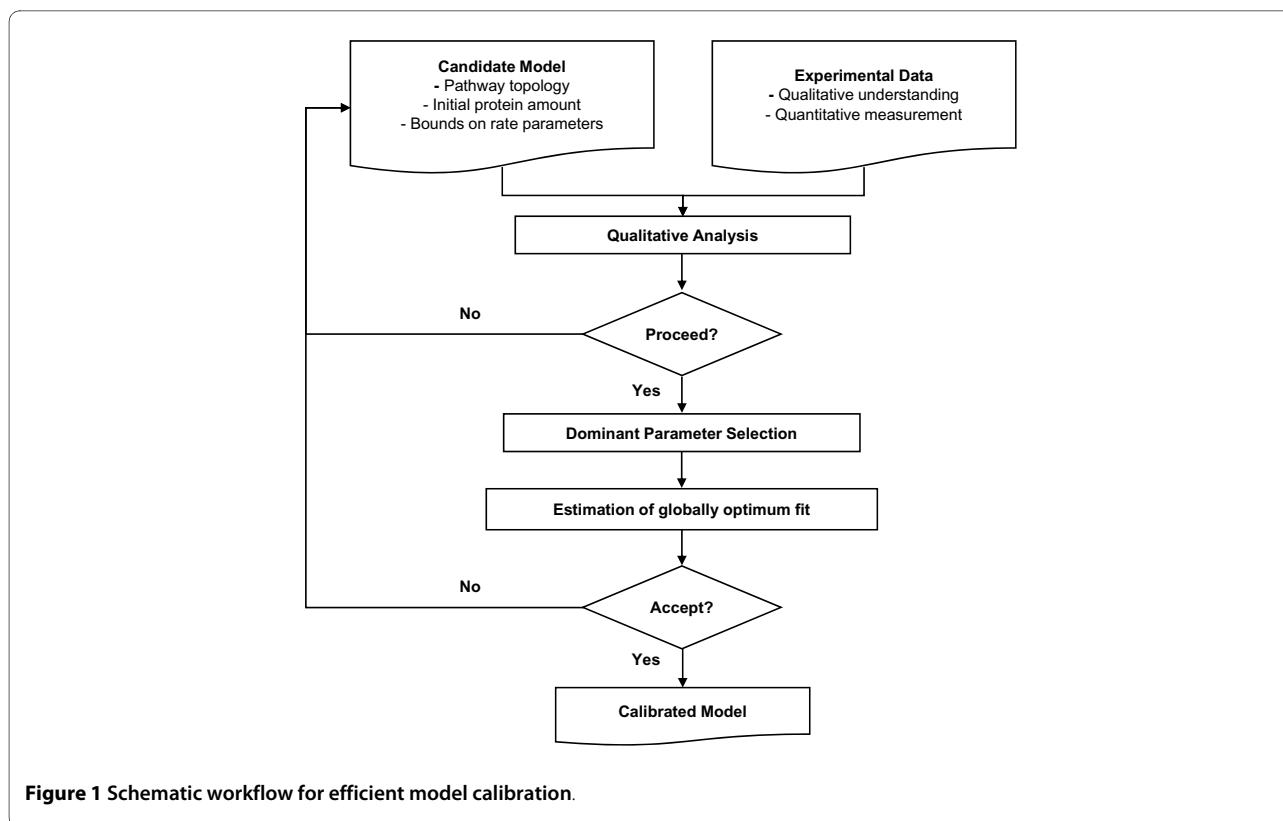 Candidate Model
- Pathway topology
- Initial protein amount
- Bounds on rate parameters
Experimental Data
- Qualitative understanding
- Quantitative measurement
Qualitative Analysis
No
Proceed?
Yes
Dominant Parameter Selection
Estimation of globally optimum fit
No
Accept?
Yes
Calibrated Model
Figure 1 Schematic workflow for efficient model calibration.